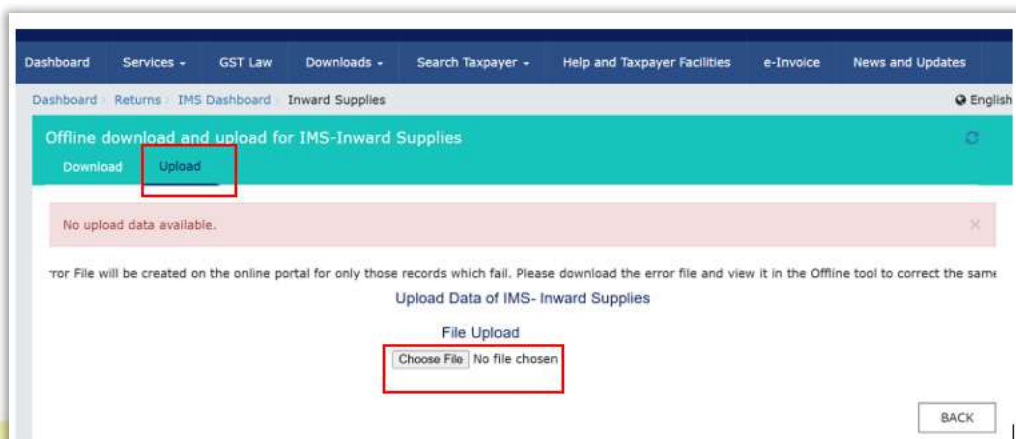 Dashboard Services GST Law Downloads Search Taxpayer Help and Taxpayer Facilities e-Invoice News and Updates
Dashboard Returns IMS Dashboard Inward Supplies English
Offline download and upload for IMS-Inward Supplies
Download Upload
No upload data available.
ror File will be created on the online portal for only those records which fail. Please download the error file and view it in the Offline tool to correct the same
Upload Data of IMS- Inward Supplies
File Upload
Choose File No file chosen
BACK